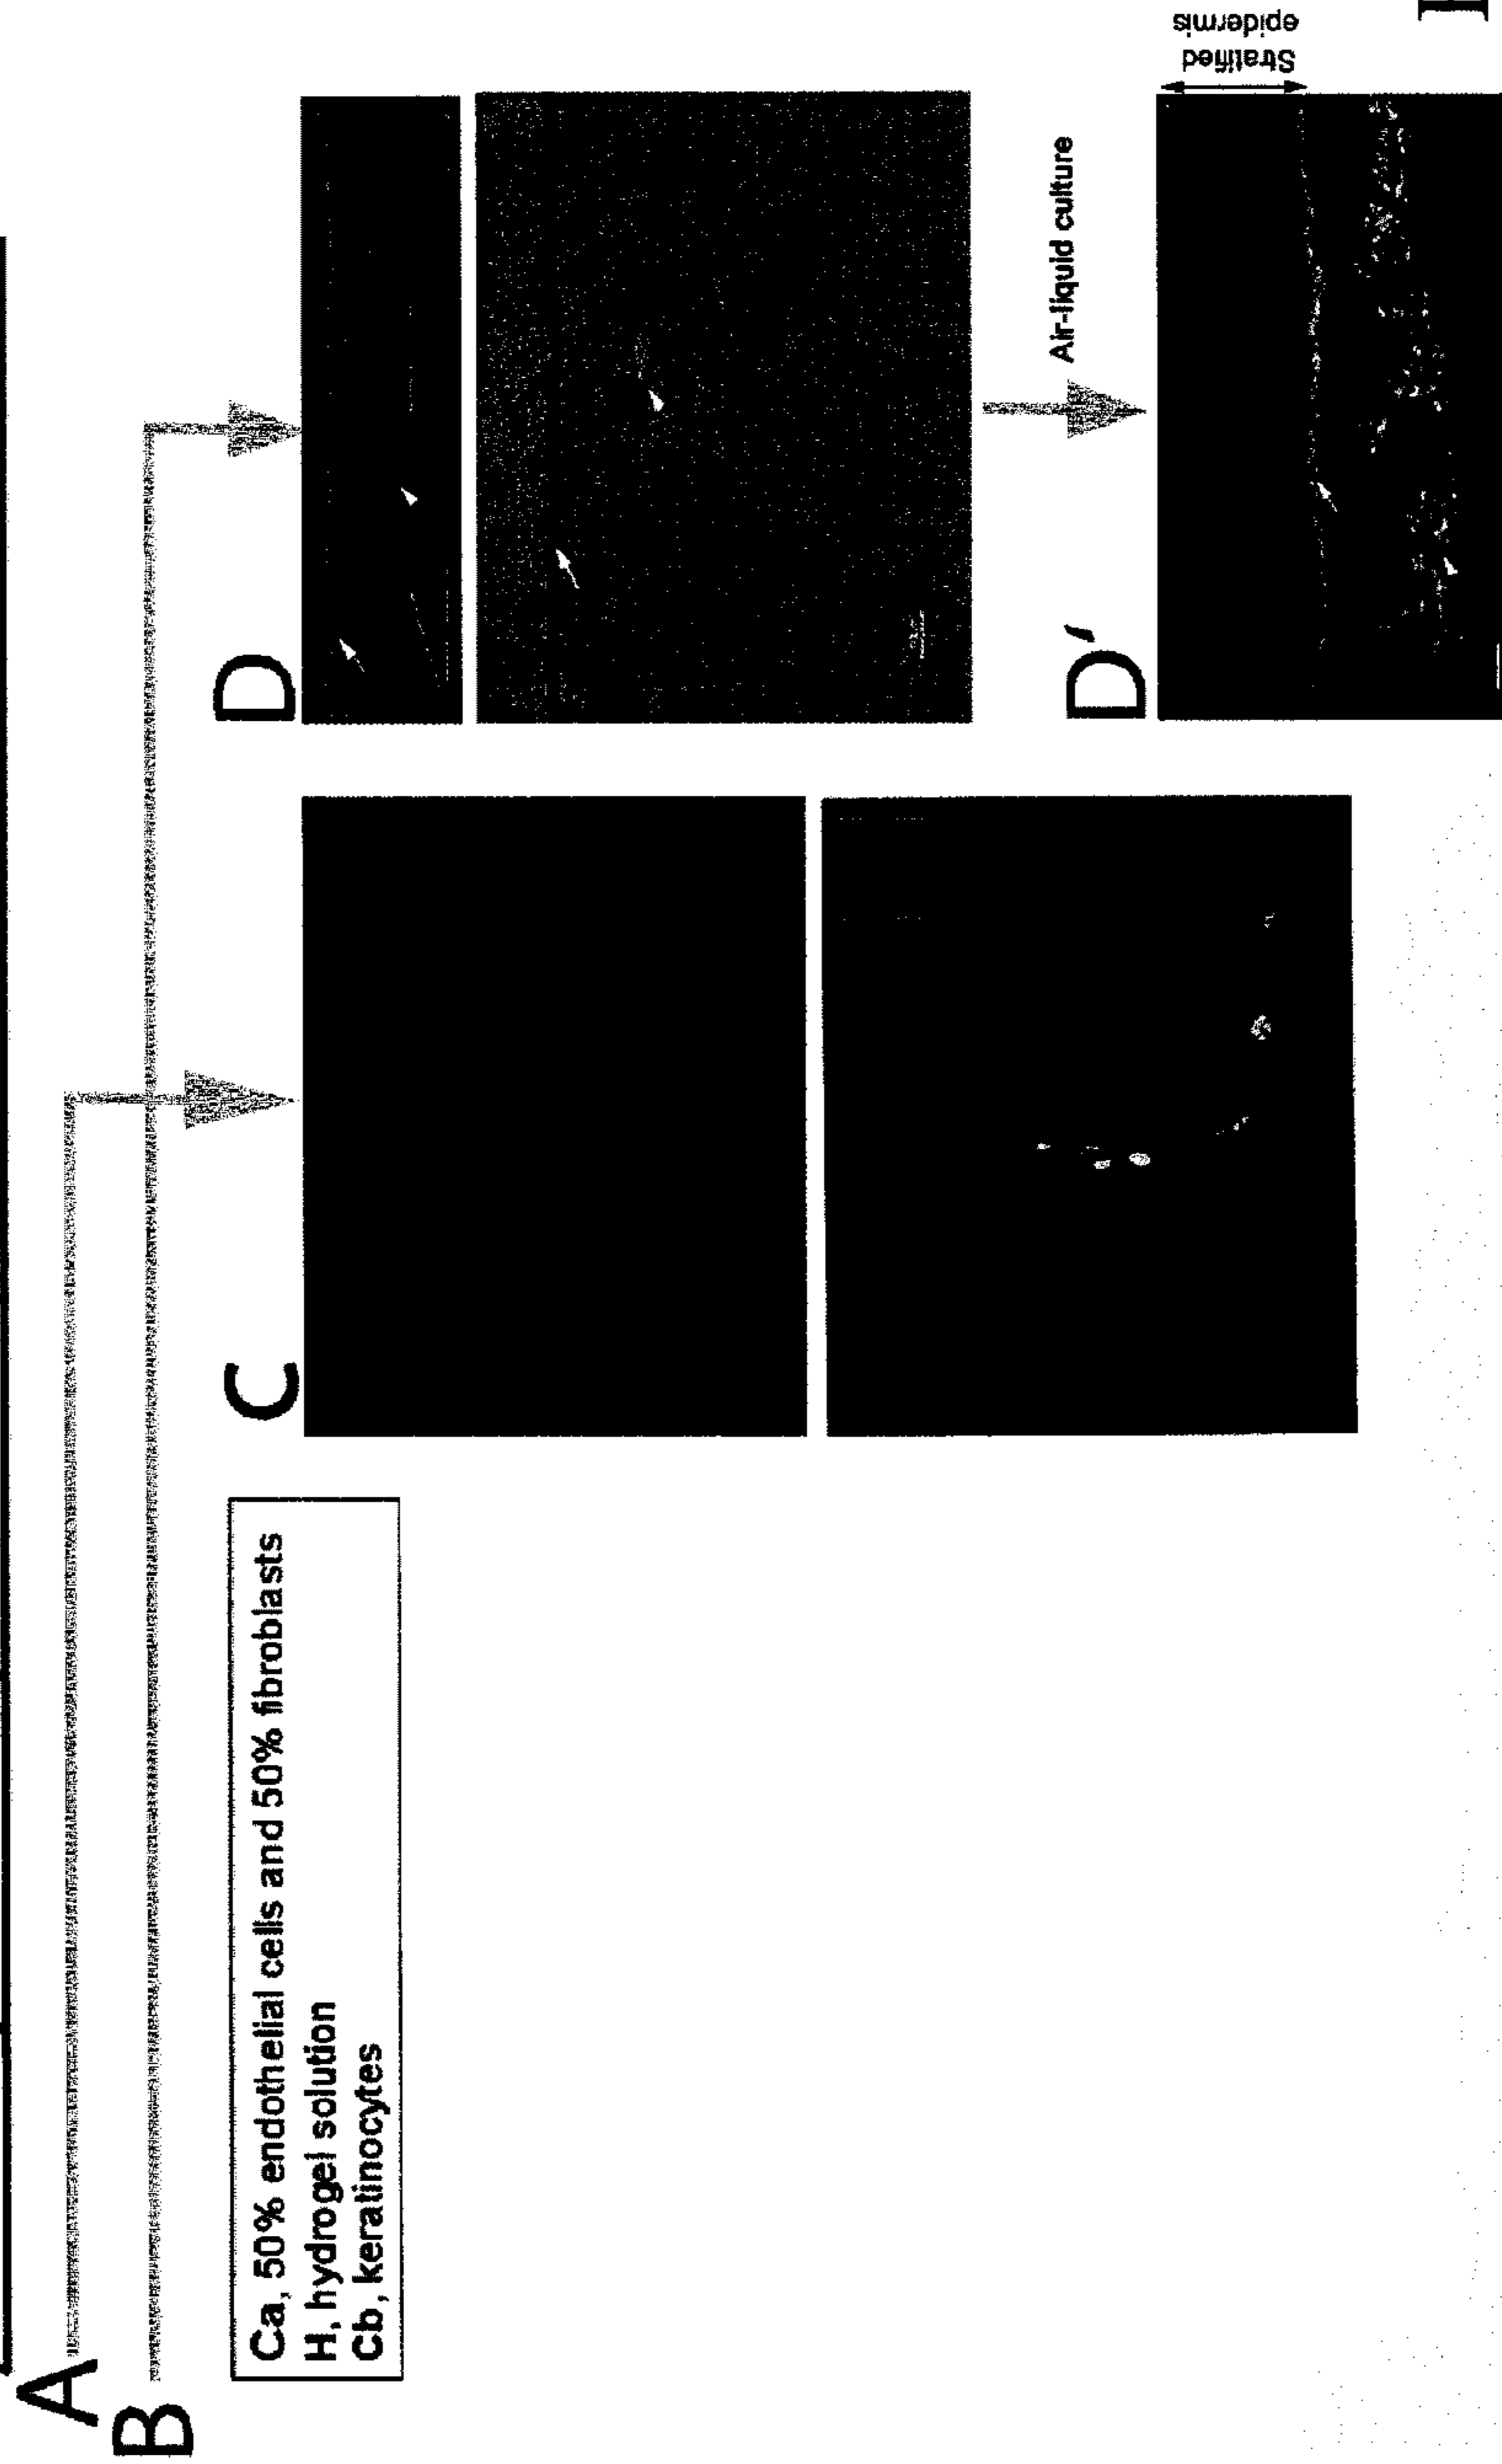 A
B
Ca, 50% endothelial cells and 50% fibroblasts
H, hydrogel solution
Cb, keratinocytes
C
D
Air-liquid culture
D′
Stratified
epidermis